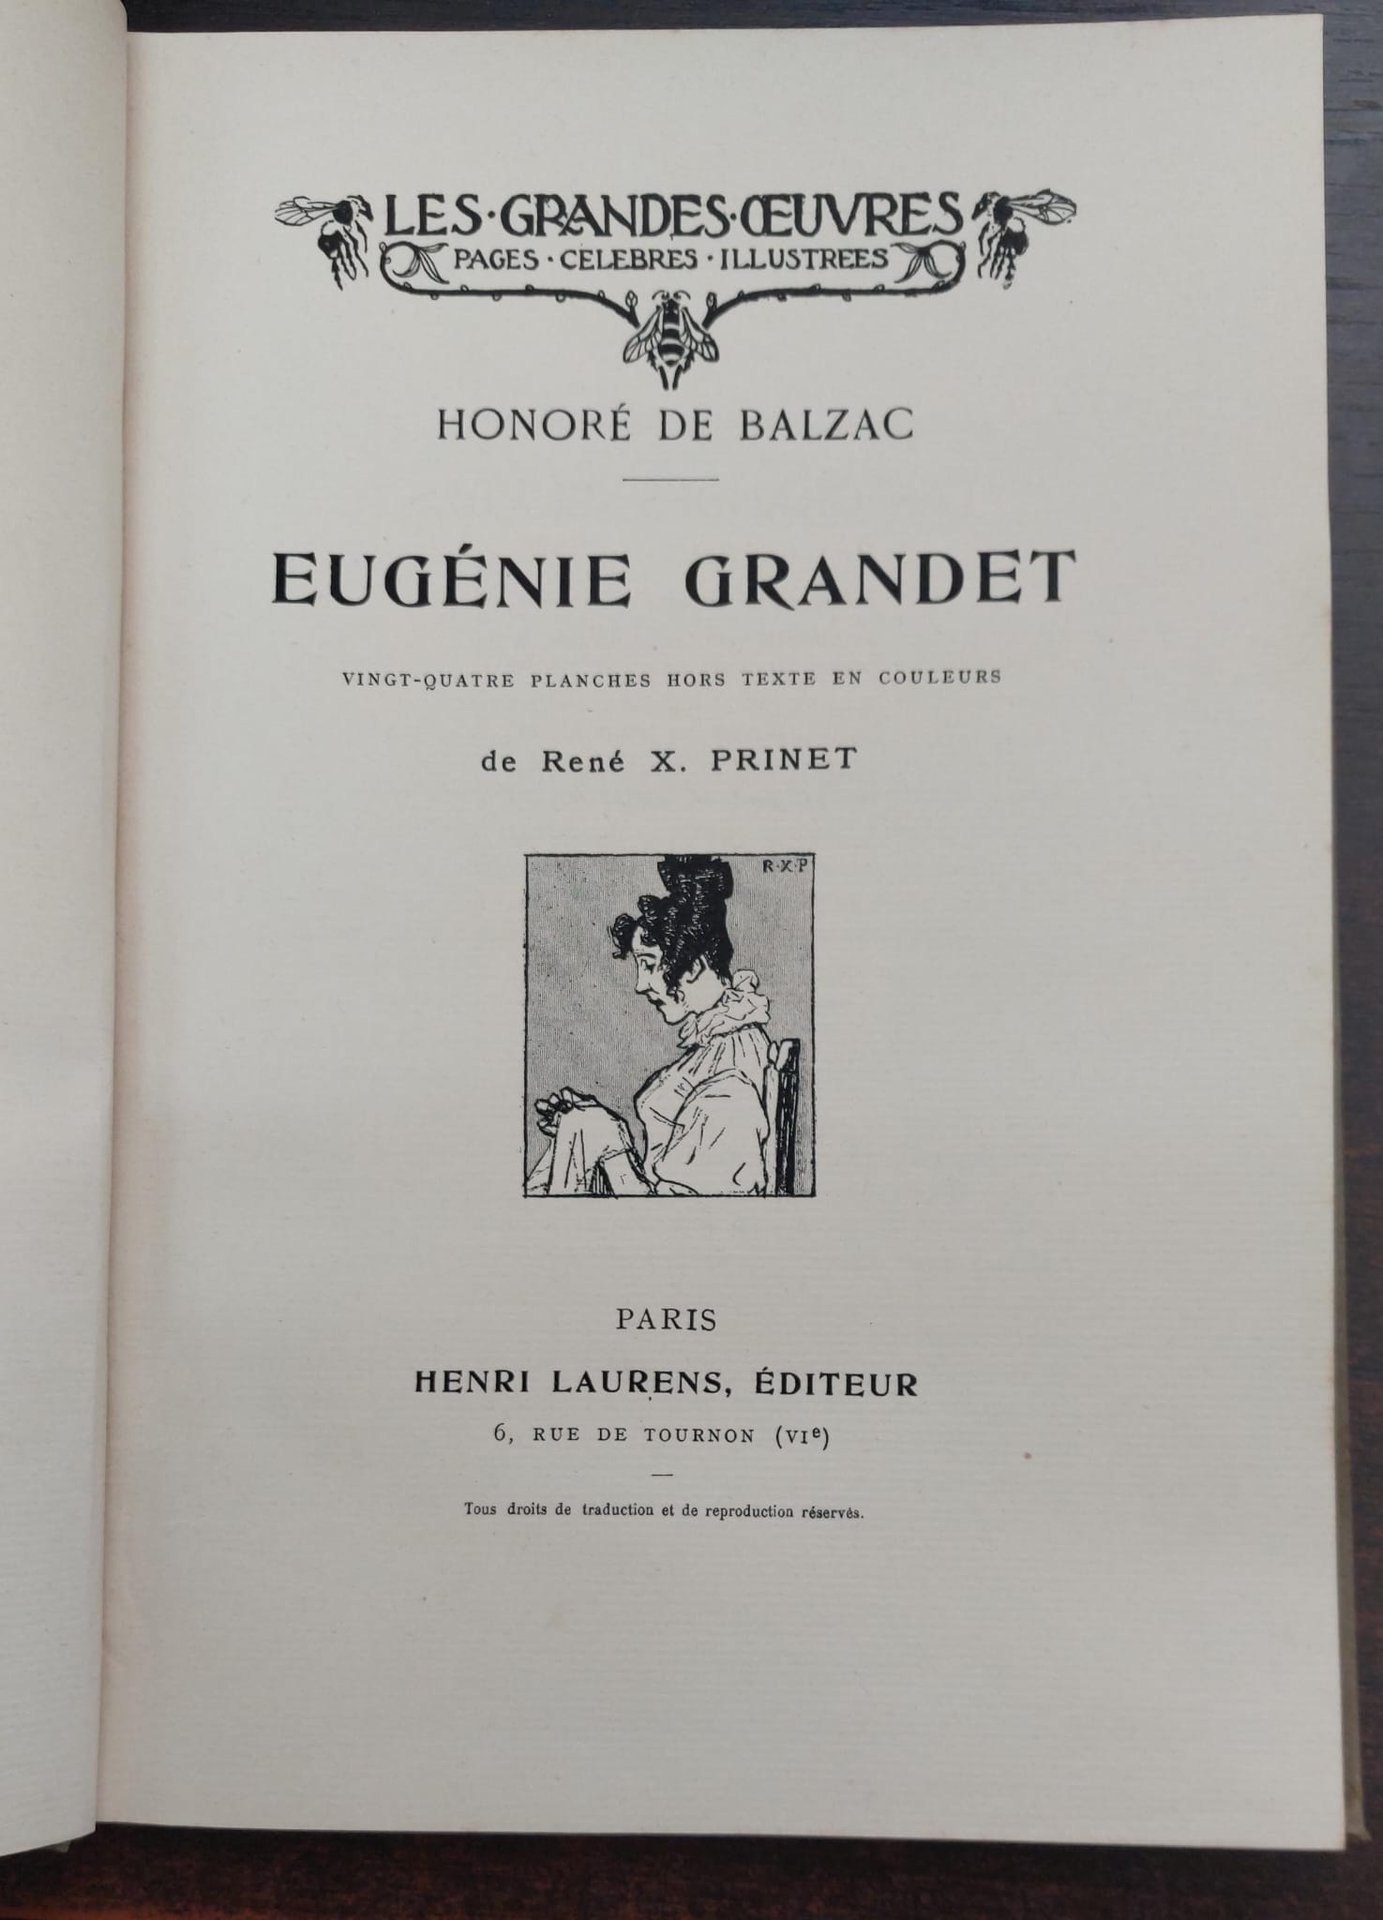 LES·GRANDES·ŒUVRES
PAGES·CELEBRES·ILLUSTREES
HONORÉ DE BALZAC
EUGÉNIE GRANDET
VINGT-QUATRE PLANCHES HORS TEXTE EN COULEURS
de René X. PRINET
R·X·P
PARIS
HENRI LAURENS, ÉDITEUR
6, RUE DE TOURNON (VIe)
Tous droits de traduction et de reproduction réservés.